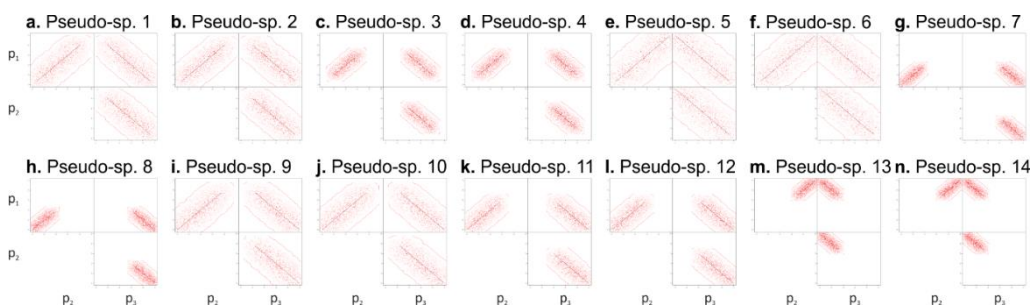 a. Pseudo-sp. 1 b. Pseudo-sp. 2 c. Pseudo-sp. 3 d. Pseudo-sp. 4 e. Pseudo-sp. 5 f. Pseudo-sp. 6 g. Pseudo-sp. 7
p₁
p₂
h. Pseudo-sp. 8 i. Pseudo-sp. 9 j. Pseudo-sp. 10 k. Pseudo-sp. 11 l. Pseudo-sp. 12 m. Pseudo-sp. 13 n. Pseudo-sp. 14
p₁
p₂
p₂ p₃ p₂ p₃ p₂ p₃ p₂ p₃ p₂ p₃ p₂ p₃ p₂ p₃